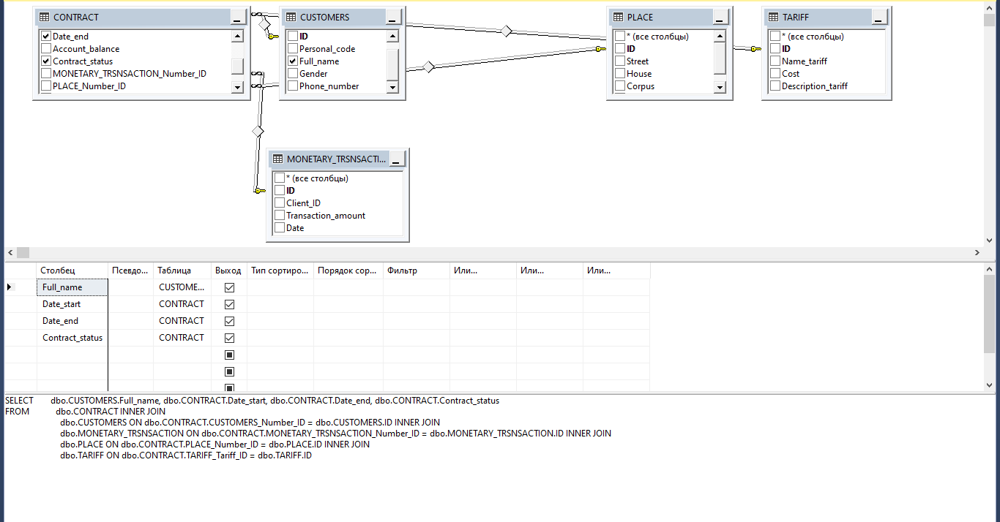 CONTRACT
Date_end
Account_balance
Contract_status
MONETARY_TRSNSACTION_Number_ID
PLACE_Number_ID
CUSTOMERS
ID
Personal_code
Full_name
Gender
Phone_number
PLACE
* (все столбцы)
ID
Street
House
Corpus
TARIFF
* (все столбцы)
ID
Name_tariff
Cost
Description_tariff
MONETARY_TRSNSACTI...
* (все столбцы)
ID
Client_ID
Transaction_amount
Date
Столбец Псевдо... Таблица Выход Тип сортиро... Порядок сор... Фильтр Или... Или... Или...
Full_name CUSTOME...
Date_start CONTRACT
Date_end CONTRACT
Contract_status CONTRACT
SELECT dbo.CUSTOMERS.Full_name, dbo.CONTRACT.Date_start, dbo.CONTRACT.Date_end, dbo.CONTRACT.Contract_status
FROM dbo.CONTRACT INNER JOIN
dbo.CUSTOMERS ON dbo.CONTRACT.CUSTOMERS_Number_ID = dbo.CUSTOMERS.ID INNER JOIN
dbo.MONETARY_TRSNSACTION ON dbo.CONTRACT.MONETARY_TRSNSACTION_Number_ID = dbo.MONETARY_TRSNSACTION.ID INNER JOIN
dbo.PLACE ON dbo.CONTRACT.PLACE_Number_ID = dbo.PLACE.ID INNER JOIN
dbo.TARIFF ON dbo.CONTRACT.TARIFF_Tariff_ID = dbo.TARIFF.ID